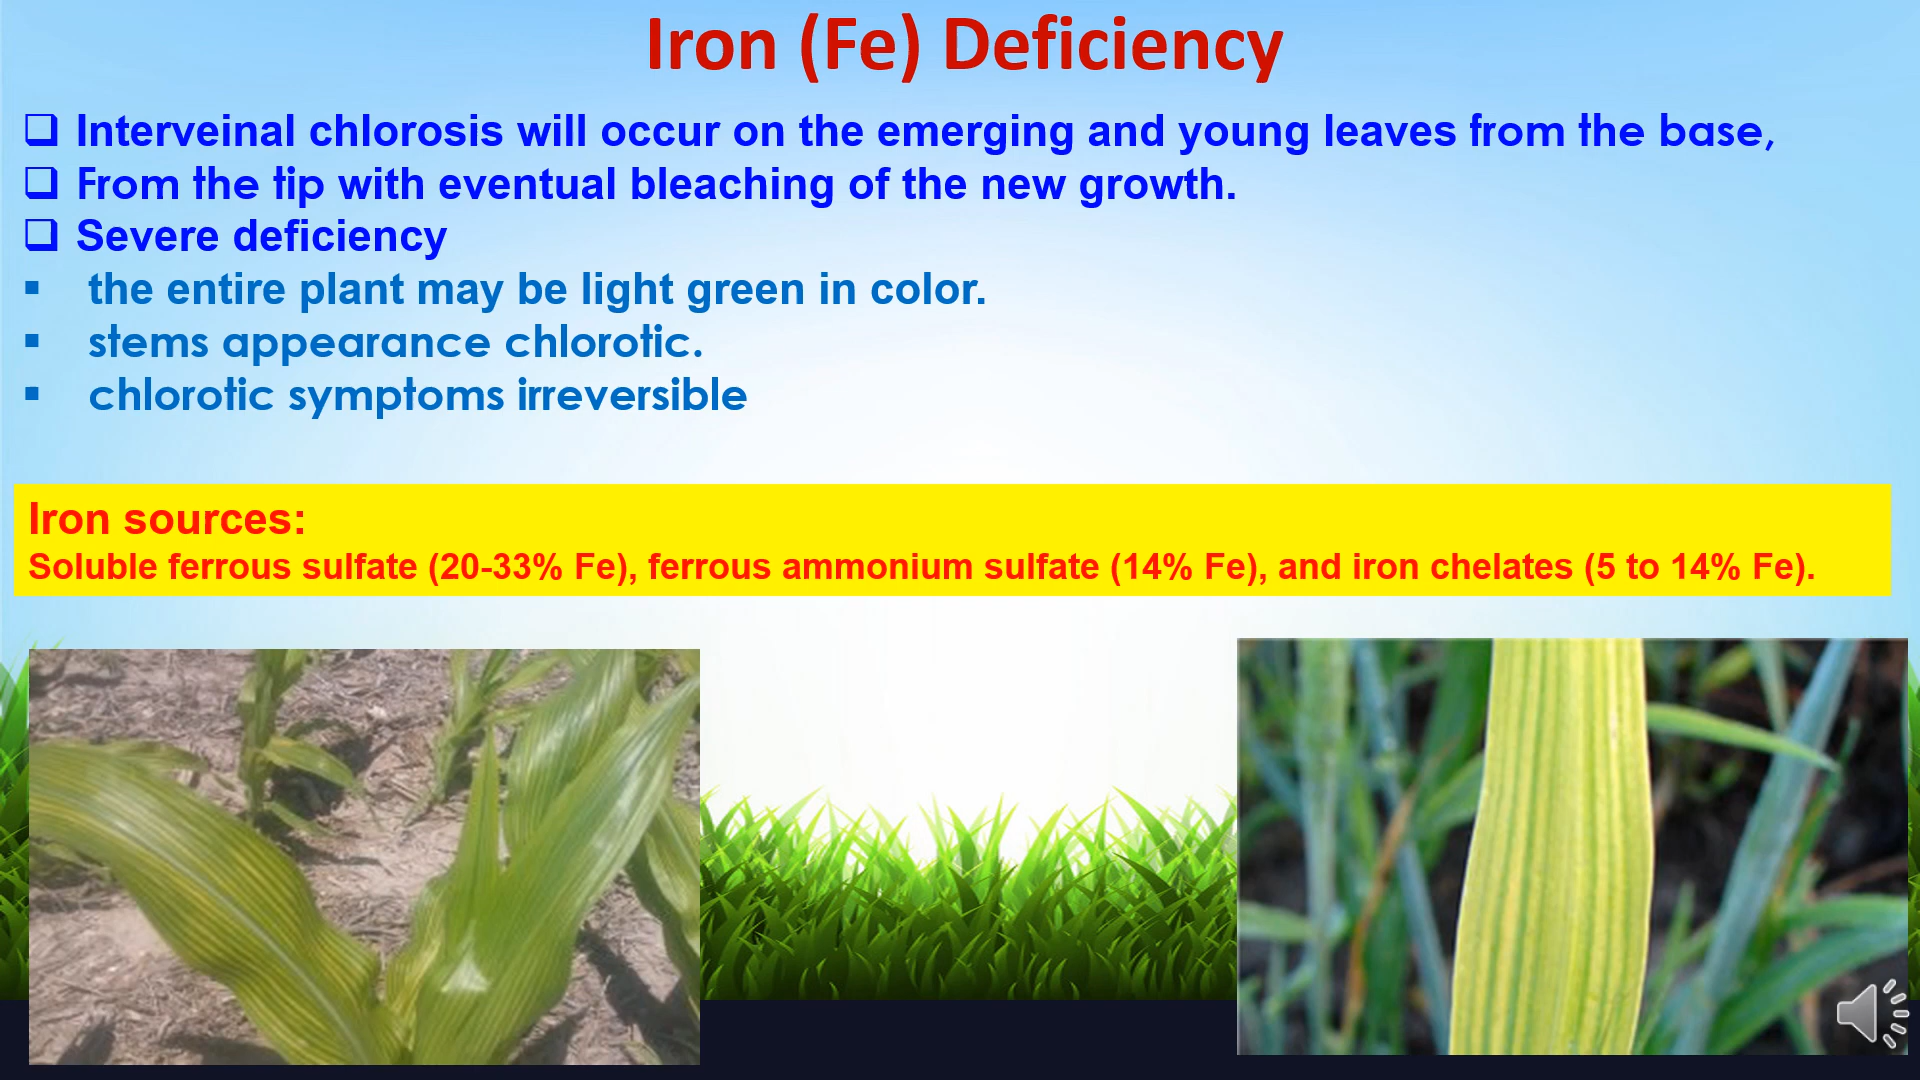 Iron (Fe) Deficiency
❑ Interveinal chlorosis will occur on the emerging and young leaves from the base,
❑ From the tip with eventual bleaching of the new growth.
❑ Severe deficiency
▪ the entire plant may be light green in color.
▪ stems appearance chlorotic.
▪ chlorotic symptoms irreversible
Iron sources:
Soluble ferrous sulfate (20-33% Fe), ferrous ammonium sulfate (14% Fe), and iron chelates (5 to 14% Fe).